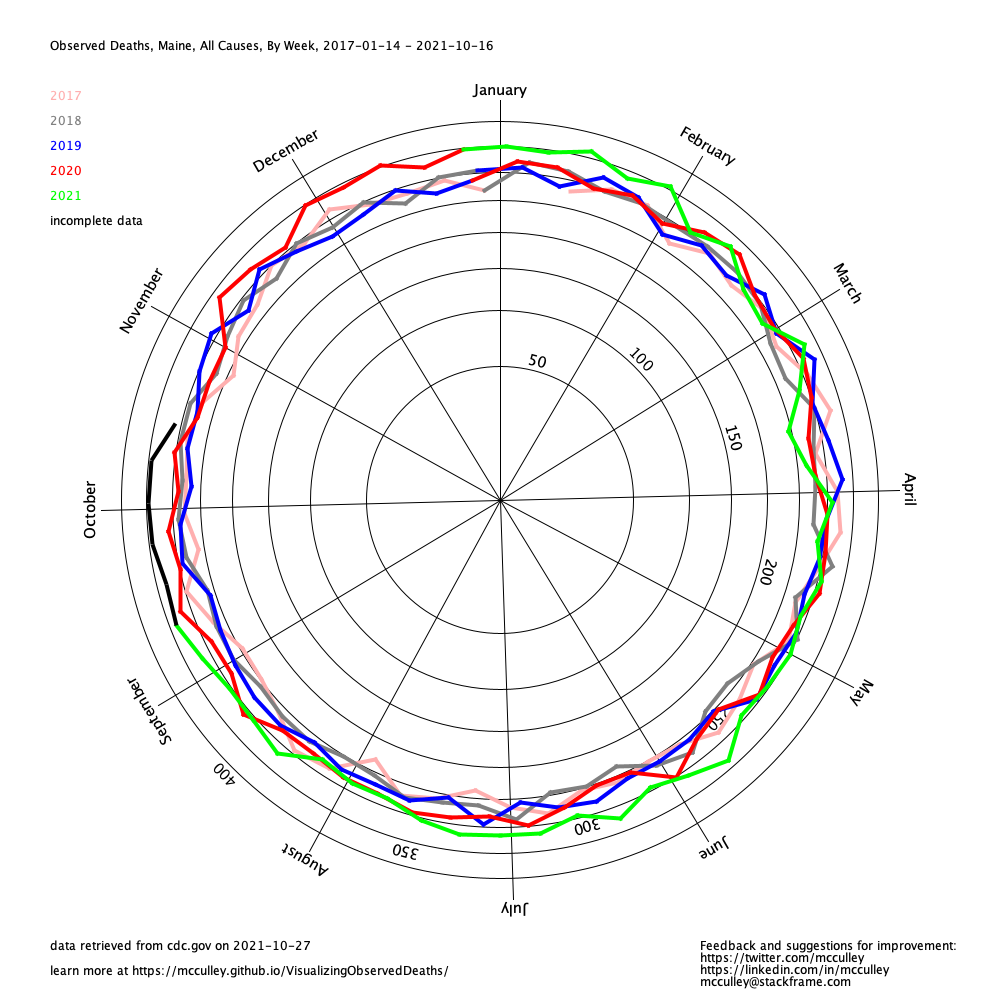 Observed Deaths, Maine, All Causes, By Week, 2017-01-14 - 2021-10-16
January
2017
2018
2019
2020
2021
incomplete data
December
February
November
March
50
100
150
October
April
200
September
May
250
400
300
350
August
June
July
data retrieved from cdc.gov on 2021-10-27
learn more at https://mcculley.github.io/VisualizingObservedDeaths/
Feedback and suggestions for improvement:
https://twitter.com/mcculley
https://linkedin.com/in/mcculley
mcculley@stackframe.com